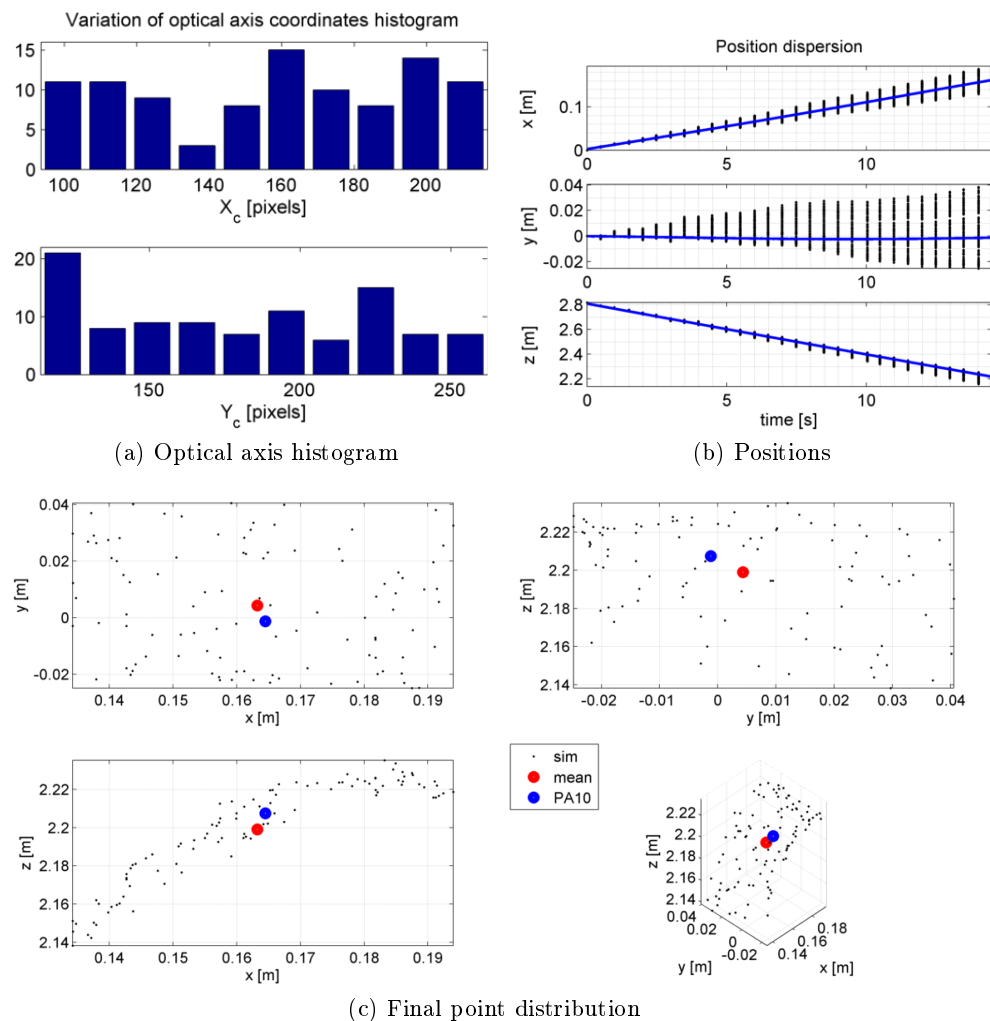 Variation of optical axis coordinates histogram
15
10
5
0
100 120 140 160 180 200
X_c [pixels]
20
10
0
150 200 250
Y_c [pixels]
(a) Optical axis histogram
Position dispersion
x [m]
0.1
0
0 5 10
y [m]
0.04
0.02
0
-0.02
0 5 10
z [m]
2.8
2.6
2.4
2.2
0 5 10
time [s]
(b) Positions
y [m]
0.04
0.02
0
-0.02
0.14 0.15 0.16 0.17 0.18 0.19
x [m]
z [m]
2.22
2.2
2.18
2.16
2.14
-0.02 -0.01 0 0.01 0.02 0.03 0.04
y [m]
z [m]
2.22
2.2
2.18
2.16
2.14
0.14 0.15 0.16 0.17 0.18 0.19
x [m]
sim
mean
PA10
z [m]
2.22
2.2
2.18
2.16
2.14
0.04
0.02
0
-0.02
y [m]
0.14
0.16
0.18
x [m]
(c) Final point distribution